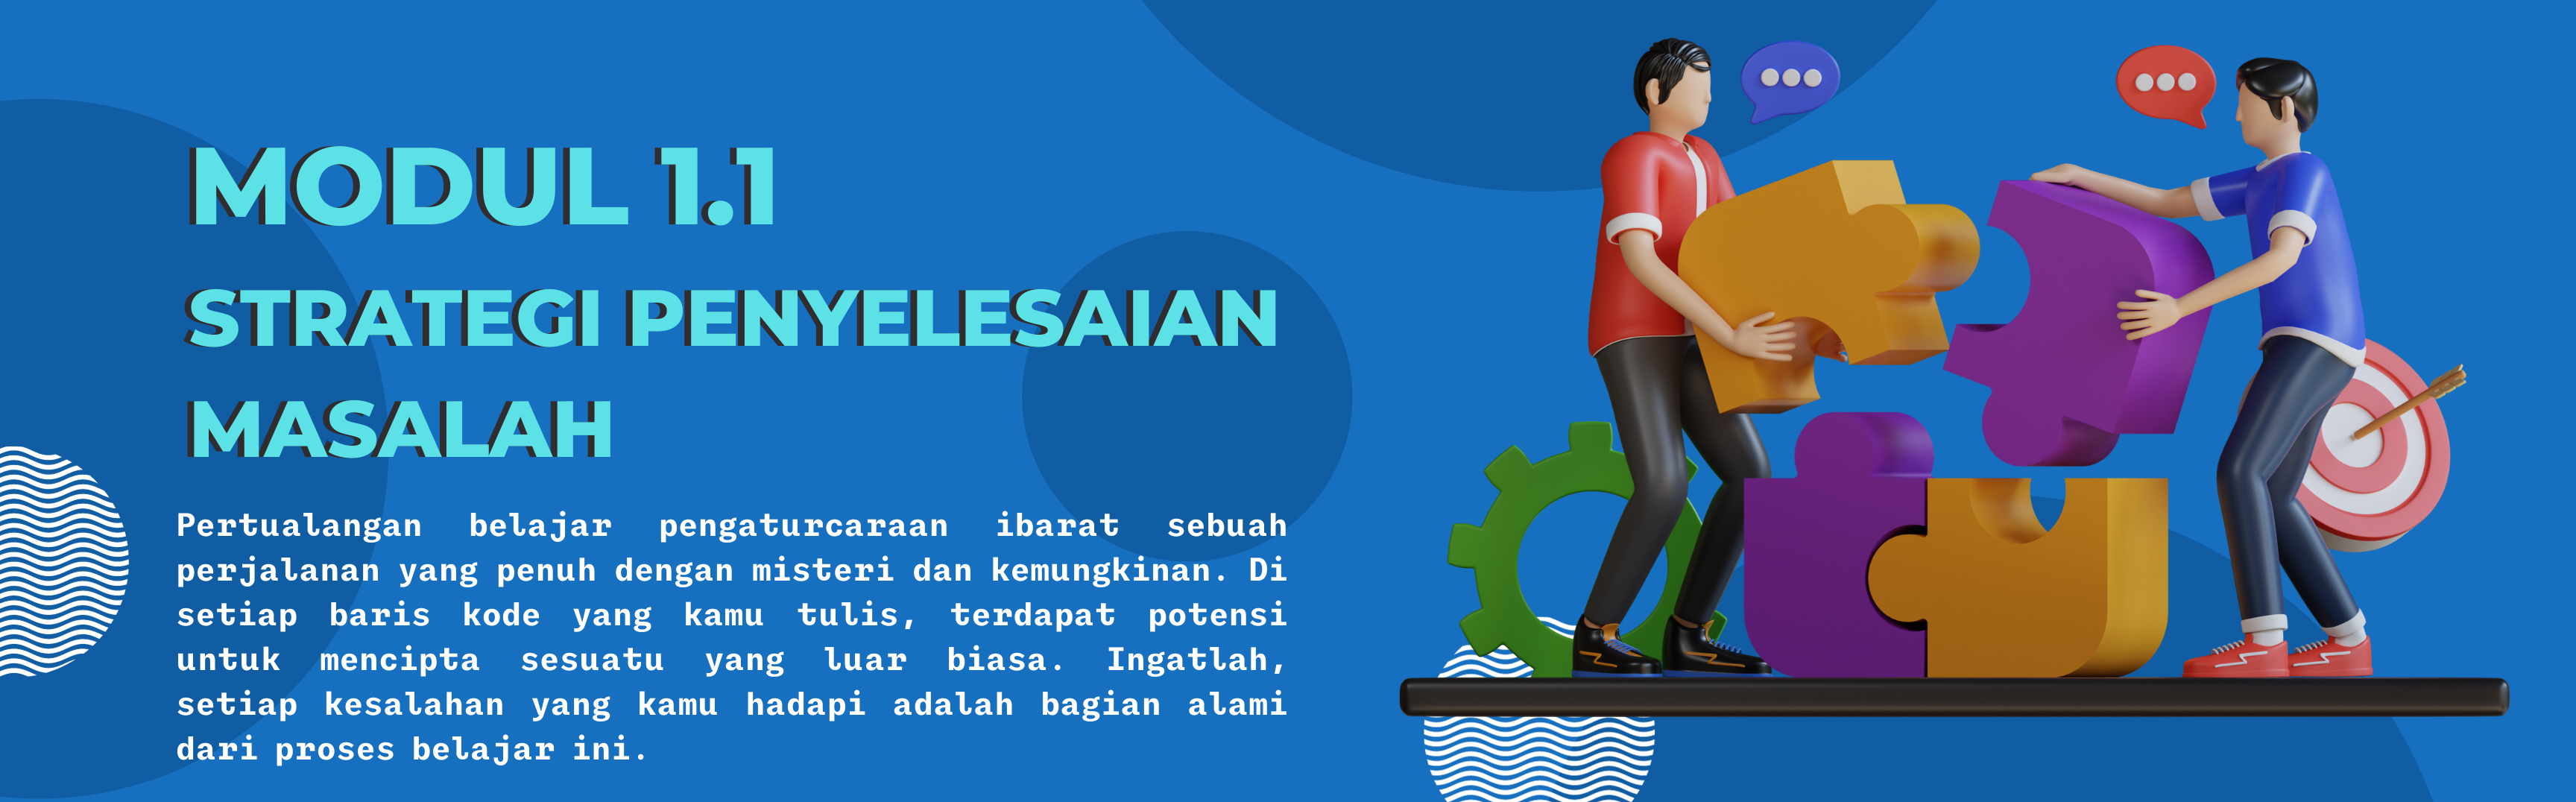 MODUL 1.1
STRATEGI PENYELESAIAN
MASALAH
Pertualangan belajar pengaturcaraan ibarat sebuah
perjalanan yang penuh dengan misteri dan kemungkinan. Di
setiap baris kode yang kamu tulis, terdapat potensi
untuk mencipta sesuatu yang luar biasa. Ingatlah,
setiap kesalahan yang kamu hadapi adalah bagian alami
dari proses belajar ini.